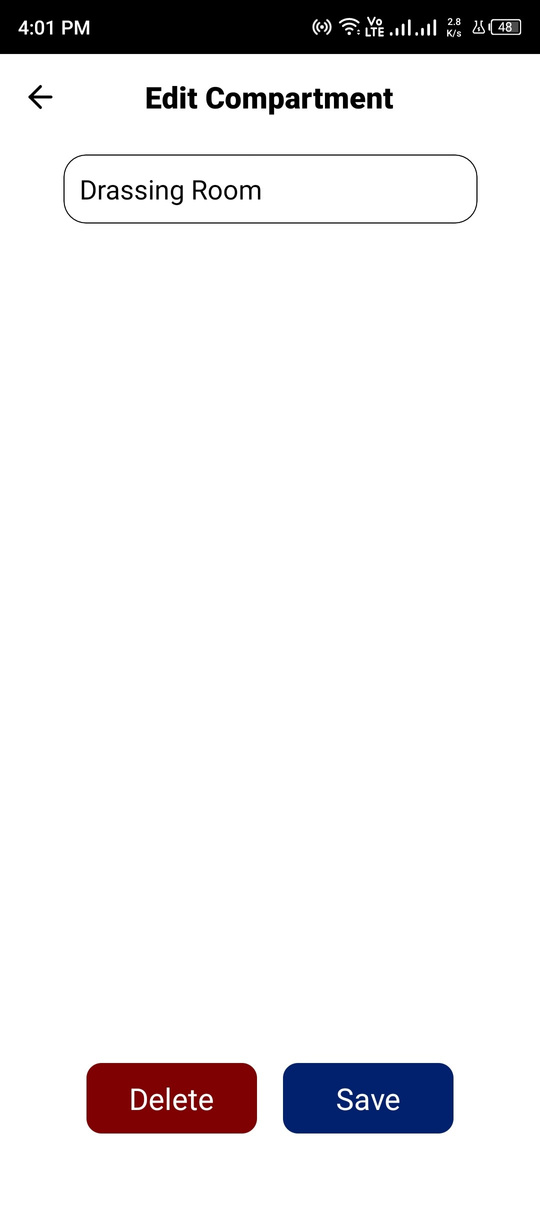 4:01 PM
Vo LTE 2.8 K/s 48
Edit Compartment
Drassing Room
Delete Save